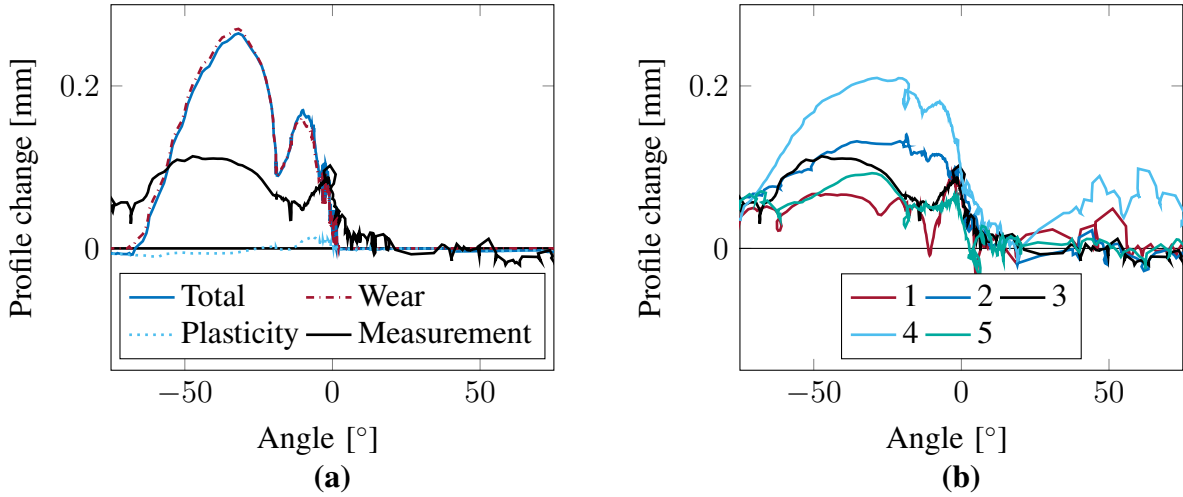 Profile change [mm]
0.2
0
Total
Wear
Plasticity
Measurement
−50
0
50
Angle [°]
(a)
Profile change [mm]
0.2
0
1
2
3
4
5
−50
0
50
Angle [°]
(b)